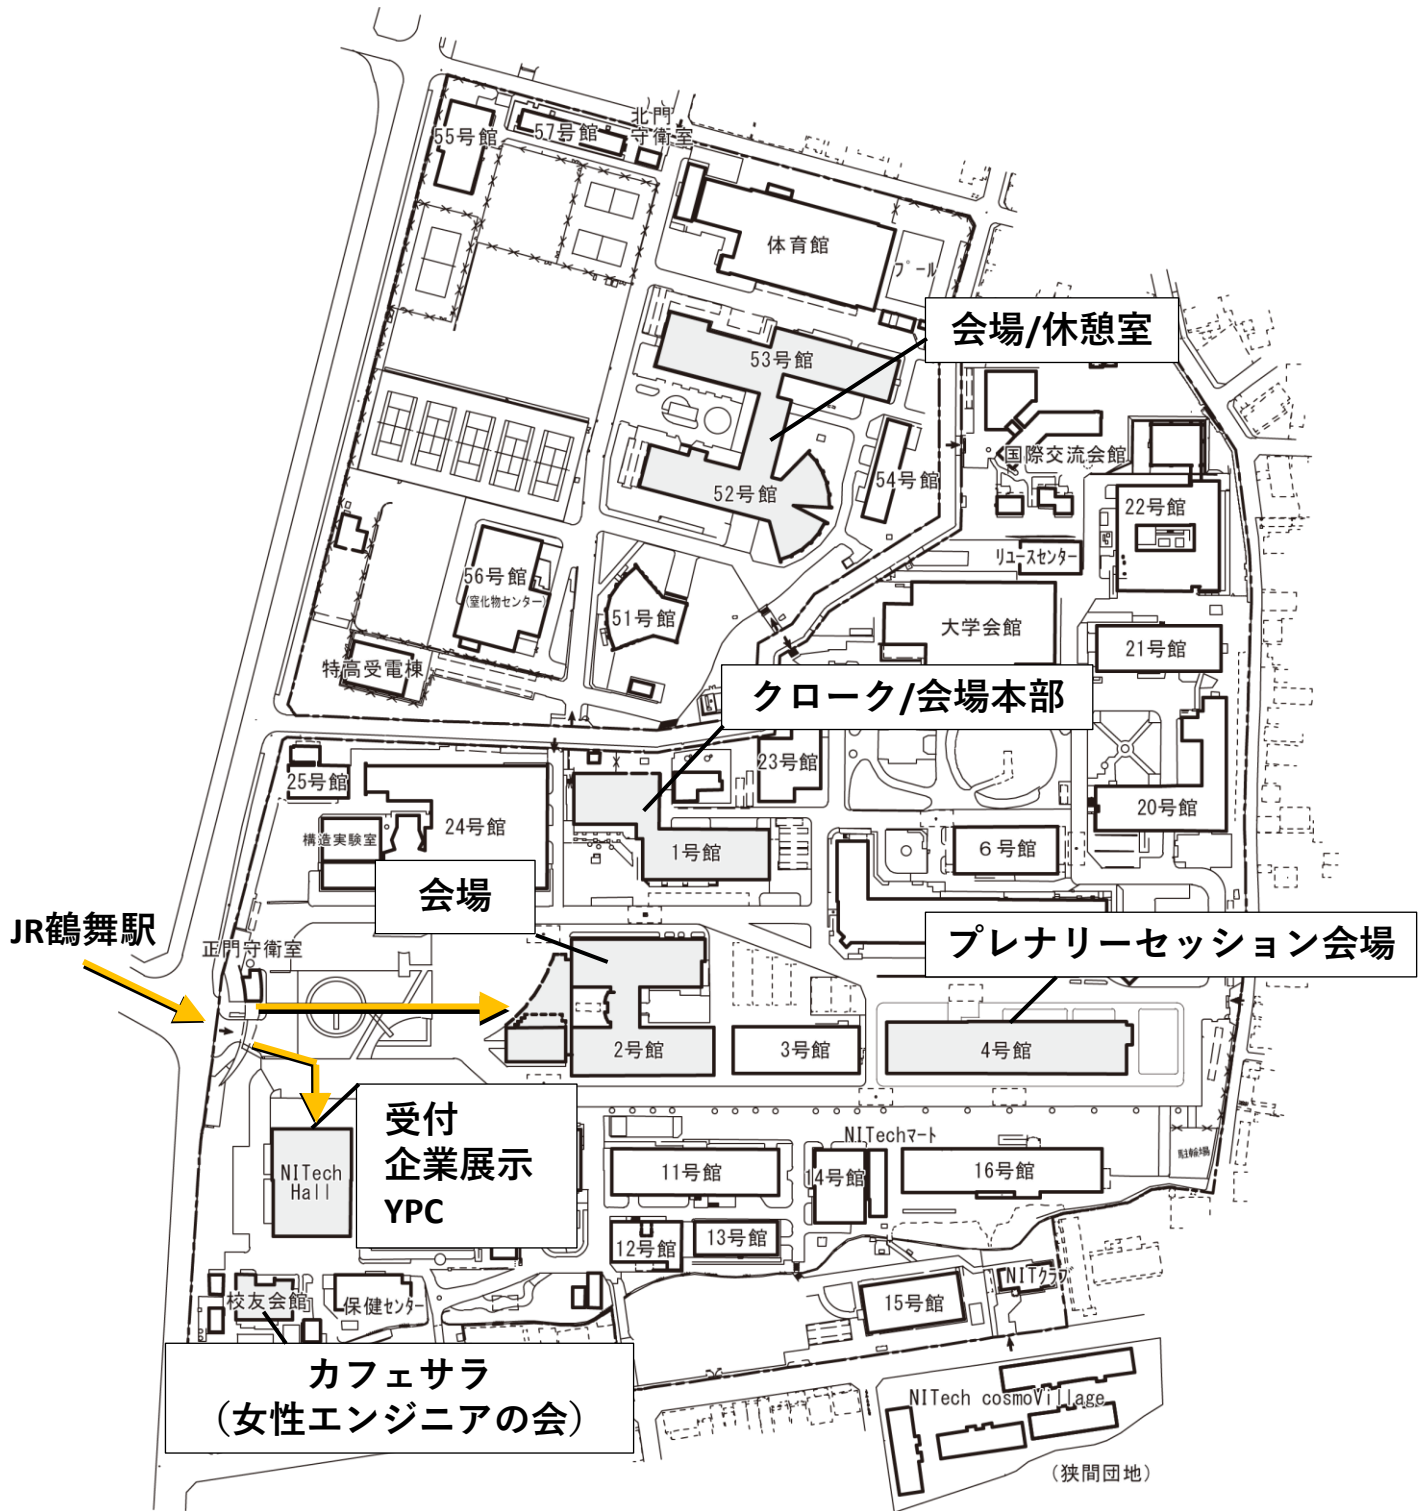 北門
守衛室
55号館
57号館
体育館
プール
会場/休憩室
53号館
国際交流会館
52号館
54号館
22号館
リユースセンター
56号館
(窒化物センター)
51号館
大学会館
21号館
特高受電棟
クローク/会場本部
23号館
25号館
24号館
20号館
構造実験室
1号館
6号館
会場
JR鶴舞駅
正門守衛室
プレナリーセッション会場
2号館
3号館
4号館
受付
企業展示
YPC
NITech
Hall
NITechマート
11号館
14号館
16号館
駐輪場
12号館
13号館
校友会館
保健センター
NITクラブ
15号館
カフェサラ
（女性エンジニアの会）
NITech cosmoVillage
(狭間団地)